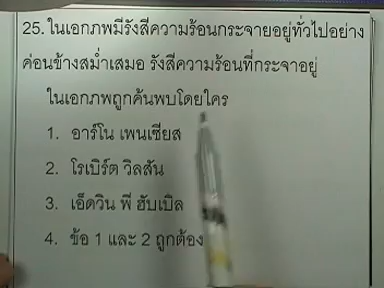 25. ในเอกภพมีรังสีความร้อนกระจายอยู่ทั่วไปอย่าง
ค่อนข้างสม่ำเสมอ รังสีความร้อนที่กระจาอยู่
ในเอกภพถูกค้นพบโดยใคร
1. อาร์โน เพนเซียส
2. โรเบิร์ต วิลสัน
3. เอ็ดวิน พี ฮับเบิล
4. ข้อ 1 และ 2 ถูกต้อง